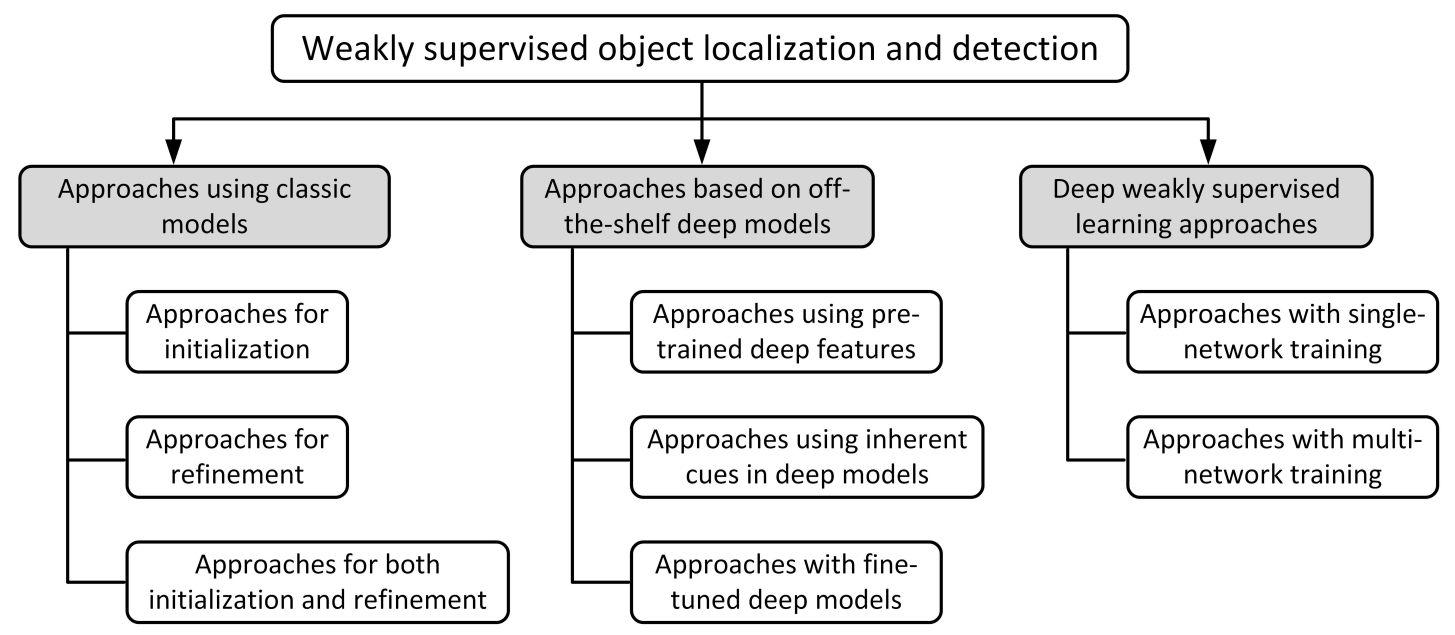 Weakly supervised object localization and detection
Approaches using classic
models
Approaches for
initialization
Approaches for
refinement
Approaches for both
initialization and refinement
Approaches based on off-
the-shelf deep models
Approaches using pre-
trained deep features
Approaches using inherent
cues in deep models
Approaches with fine-
tuned deep models
Deep weakly supervised
learning approaches
Approaches with single-
network training
Approaches with multi-
network training